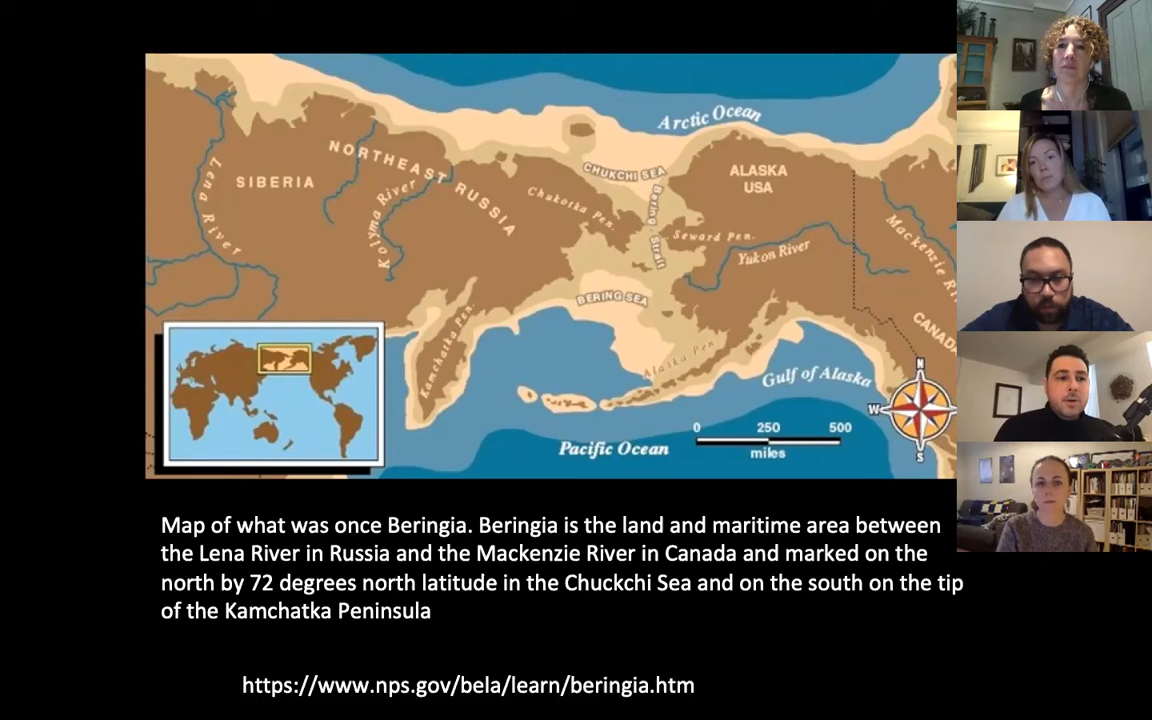 Arctic Ocean
NORTHEAST RUSSIA
SIBERIA
Lena River
Kolyma River
CHUKCHI SEA
ALASKA
USA
Chukotka Pen.
Bering Strait
Seward Pen.
Yukon River
Mackenzie Ri
CANADA
BERING SEA
Kamchatka Pen.
Alaska Pen
Gulf of Alaska
N
W
S
0 250 500
miles
Pacific Ocean
Map of what was once Beringia. Beringia is the land and maritime area between
the Lena River in Russia and the Mackenzie River in Canada and marked on the
north by 72 degrees north latitude in the Chuckchi Sea and on the south on the tip
of the Kamchatka Peninsula
https://www.nps.gov/bela/learn/beringia.htm